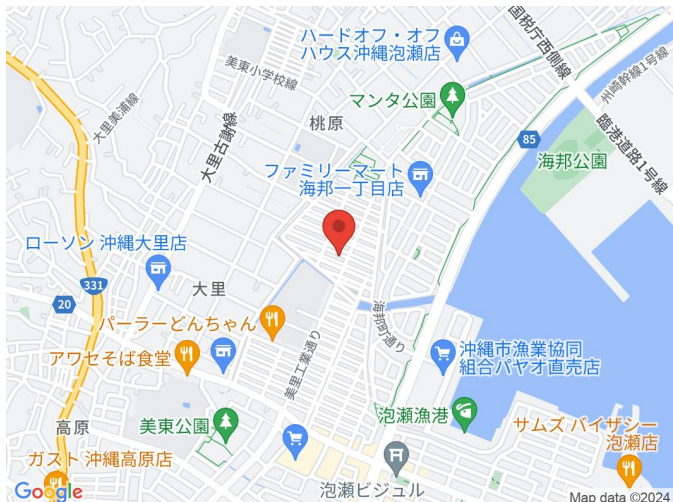 ハードオフ・オフ
ハウス沖縄泡瀬店
国税庁西側線
州崎幹線1号線
美東小学校線
マンタ公園
大里美浦線
桃原
大里古謝線
85
臨港道路1号線
海邦公園
ファミリーマート
海邦一丁目店
ローソン 沖縄大里店
331
大里
20
パーラーどんちゃん
海邦町通り
アワセそば食堂
美里工業通り
沖縄市漁業協同
組合パヤオ直売店
美東公園
泡瀬漁港
高原
サムズ バイザシー
泡瀬店
ガスト 沖縄高原店
泡瀬ビジュル
Google
Map data ©2024